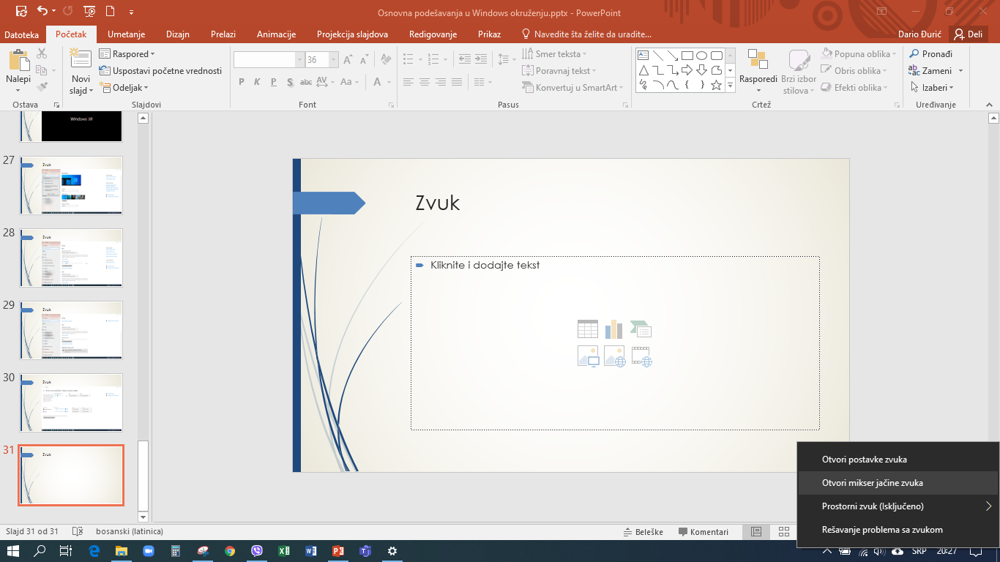 Osnovna podešavanja u Windows okruženju.pptx - PowerPoint
Datoteka Početak Umetanje Dizajn Prelazi Animacije Projekcija slajdova Redigovanje Prikaz Navedite šta želite da uradite... Dario Đurić Deli
Nalepi
Ostava
Novi slajd
Raspored
Uspostavi početne vrednosti
Odeljak
Slajdovi
36
Font
Smer teksta
Poravnaj tekst
Konvertuj u SmartArt
Pasus
Rasporedi
Brzi izbor stilova
Popuna oblika
Obris oblika
Efekti oblika
Crtež
Pronađi
Zameni
Izaberi
Uređivanje
27
Zvuk
28
Zvuk
29
Zvuk
30
Zvuk
31
Zvuk
Zvuk
Kliknite i dodajte tekst
Otvori postavke zvuka
Otvori mikser jačine zvuka
Prostorni zvuk (Isključeno)
Rešavanje problema sa zvukom
Slajd 31 od 31 bosanski (latinica) Beleške Komentari
SRP 20:27